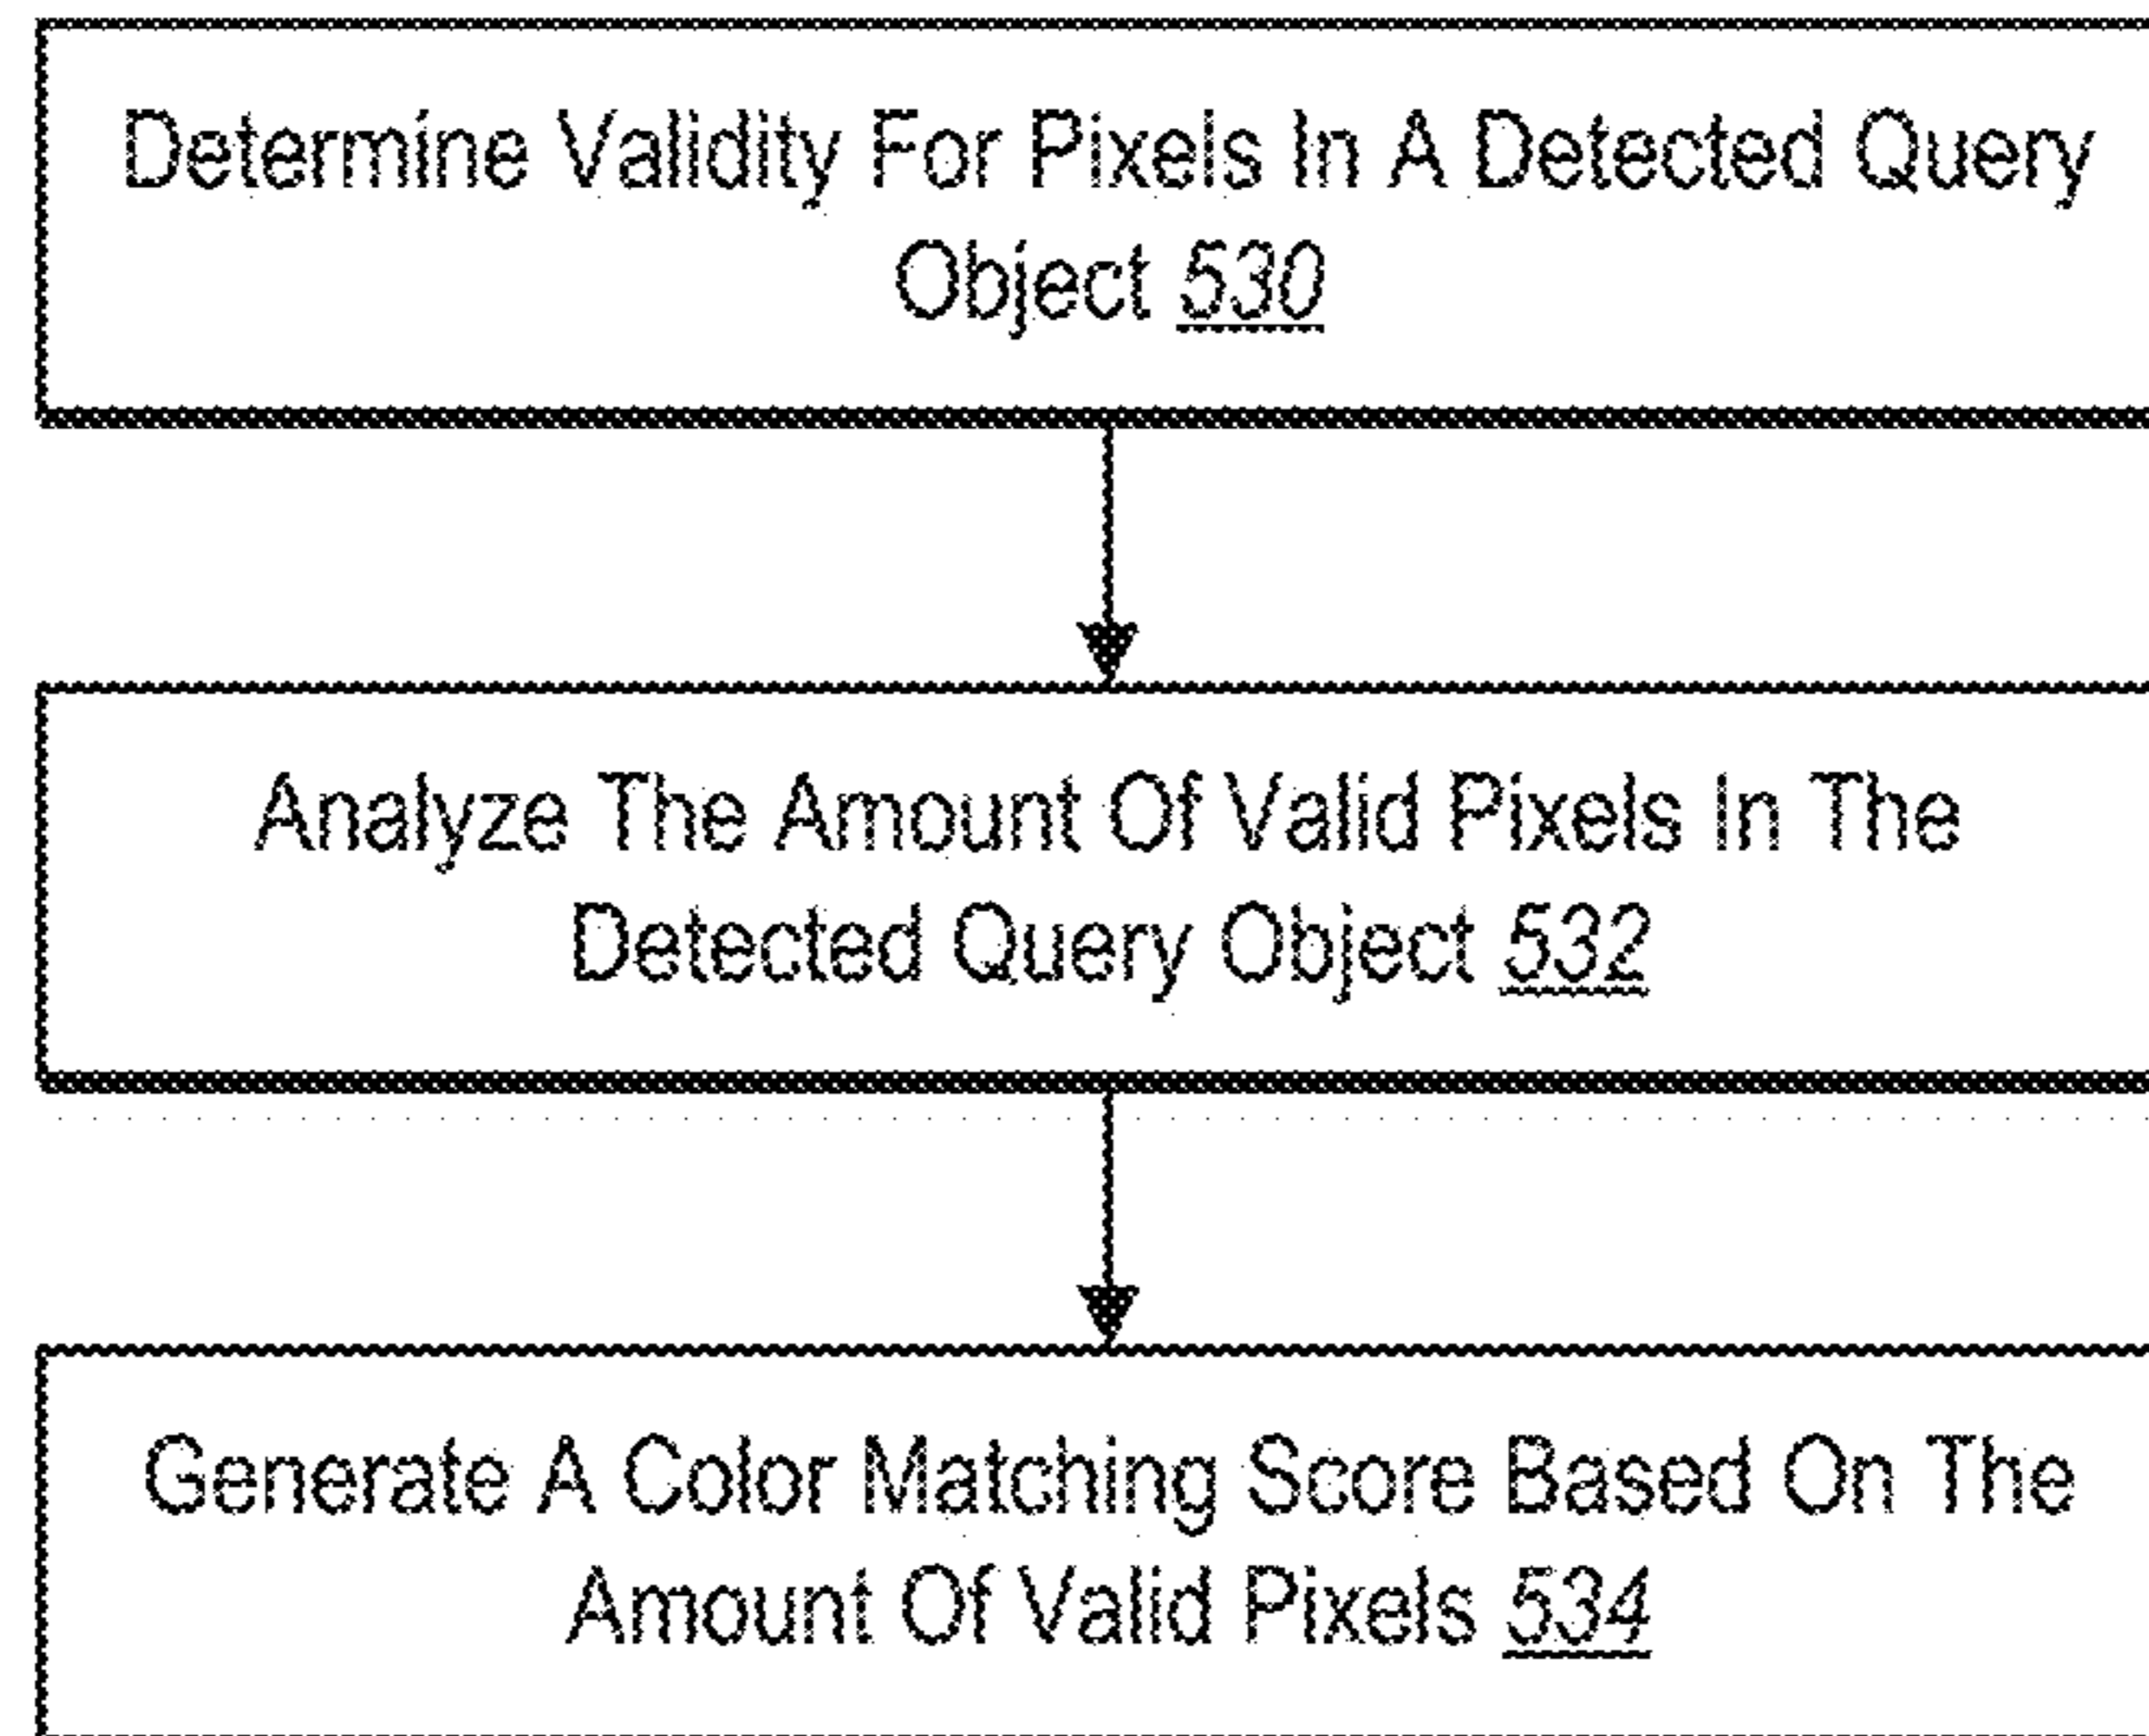 Determine Validity For Pixels In A Detected Query
Object 530
Analyze The Amount Of Valid Pixels In The
Detected Query Object 532
Generate A Color Matching Score Based On The
Amount Of Valid Pixels 534